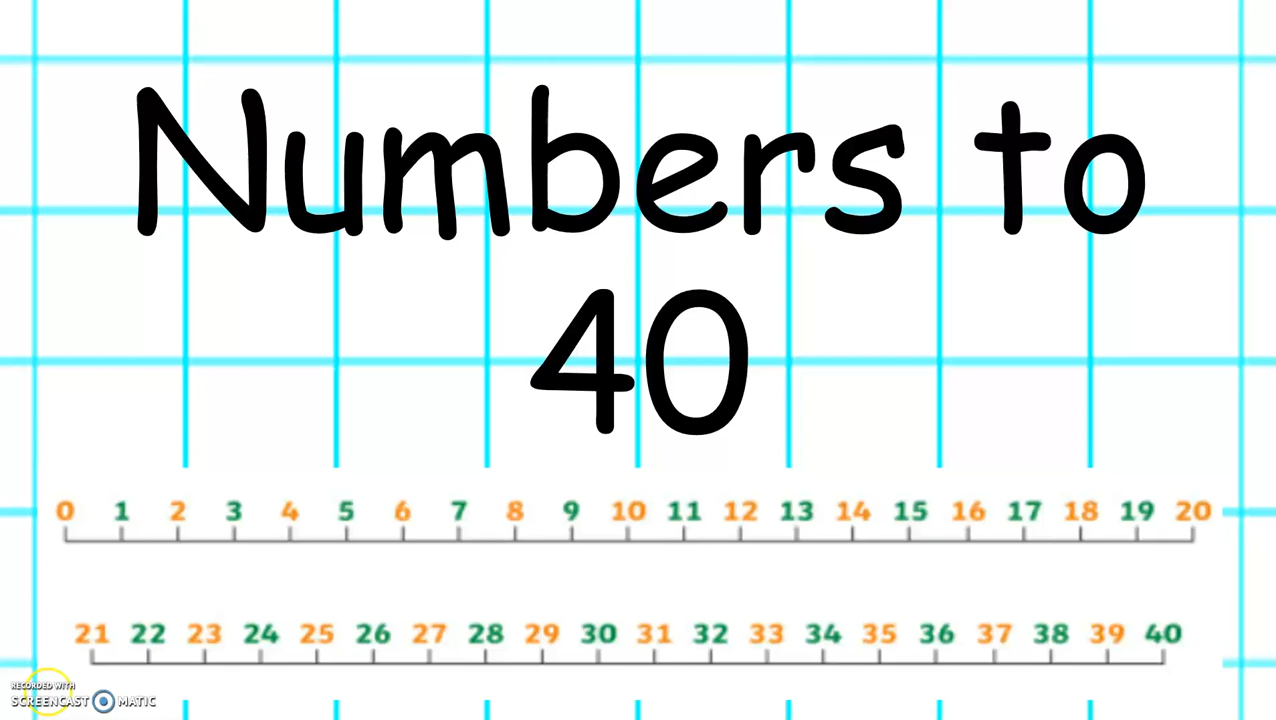 Numbers to
40
0 1 2 3 4 5 6 7 8 9 10 11 12 13 14 15 16 17 18 19 20
21 22 23 24 25 26 27 28 29 30 31 32 33 34 35 36 37 38 39 40
RECORDED WITH
SCREENCAST MATIC